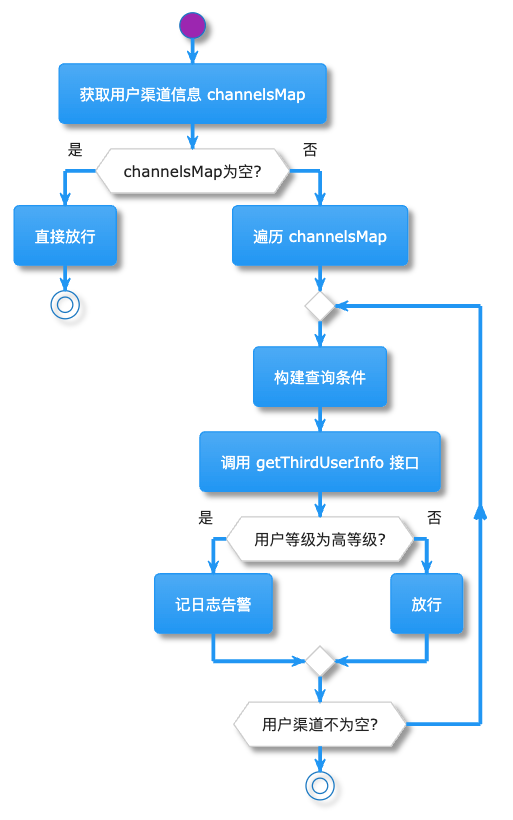 获取用户渠道信息 channelsMap
是
channelsMap为空?
否
直接放行
遍历 channelsMap
构建查询条件
调用 getThirdUserInfo 接口
是
用户等级为高等级?
否
记日志告警
放行
用户渠道不为空?